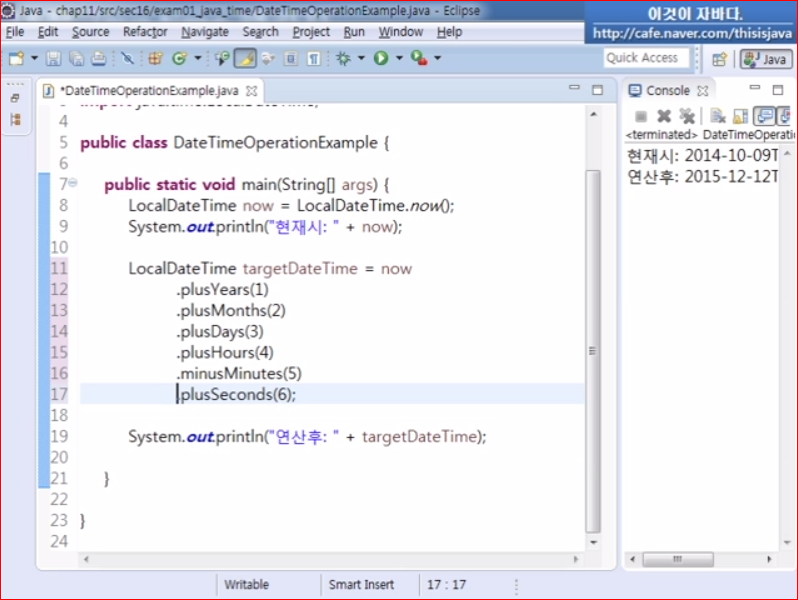 Java - chap11/src/sec16/exam01_java_time/DateTimeOperationExample.java - Eclipse
이것이 자바다.
http://cafe.naver.com/thisisjava
File Edit Source Refactor Navigate Search Project Run Window Help
Quick Access
Java
*DateTimeOperationExample.java
Console
<terminated> DateTimeOperati
현재시: 2014-10-09T
연산후: 2015-12-12T
4
5 public class DateTimeOperationExample {
6
7 public static void main(String[] args) {
8 LocalDateTime now = LocalDateTime.now();
9 System.out.println("현재시: " + now);
10
11 LocalDateTime targetDateTime = now
12 .plusYears(1)
13 .plusMonths(2)
14 .plusDays(3)
15 .plusHours(4)
16 .minusMinutes(5)
17 .plusSeconds(6);
18
19 System.out.println("연산후: " + targetDateTime);
20
21 }
22
23 }
24
Writable Smart Insert 17 : 17